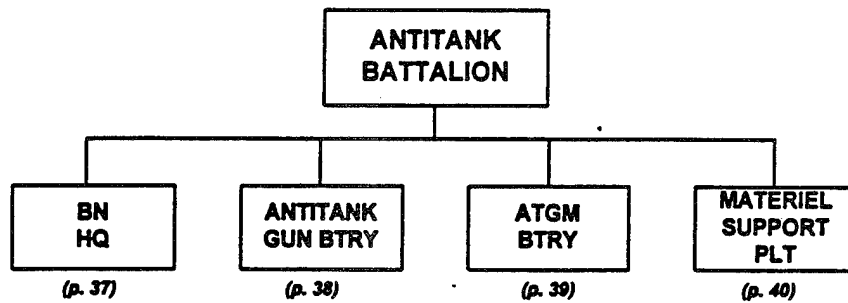 ANTITANK
BATTALION
BN
HQ
(p. 37)
ANTITANK
GUN BTRY
(p. 38)
ATGM
BTRY
(p. 39)
MATERIEL
SUPPORT
PLT
(p. 40)